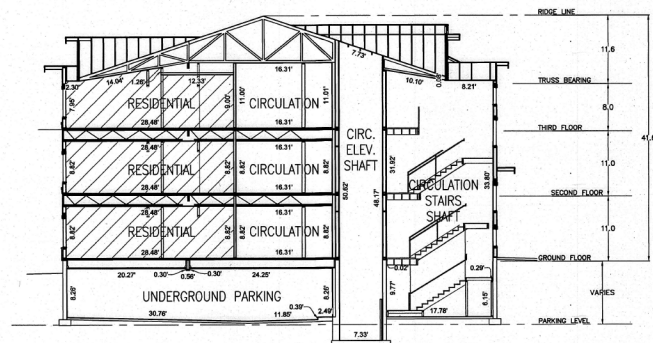 RIDGE LINE
7.73'
11,6
16.31'
2.30'
14.04'
1.26'
12.33'
10.10'
0.02'
8.21'
TRUSS BEARING
7.95'
RESIDENTIAL
9.00'
11.00'
CIRCULATION
11.01'
8,0
28.48'
16.31'
CIRC.
ELEV.
SHAFT
THIRD FLOOR
41,6
28.48'
16.31'
8.82'
RESIDENTIAL
8.82'
8.82'
CIRCULATION
8.82'
31.92'
11,0
28.48'
16.31'
50.62'
48.17'
CIRCULATION
STAIRS
SHAFT
33.80'
SECOND FLOOR
28.48'
16.31'
8.82'
RESIDENTIAL
8.82'
8.82'
CIRCULATION
8.82'
11,0
28.48'
16.31'
GROUND FLOOR
20.27'
0.30'
0.56'
0.30'
24.25'
0.02'
0.29'
8.26'
UNDERGROUND PARKING
8.26'
9.77'
6.15'
VARIES
30.76'
11.85'
0.39'
2.49'
17.78'
PARKING LEVEL
7.33'